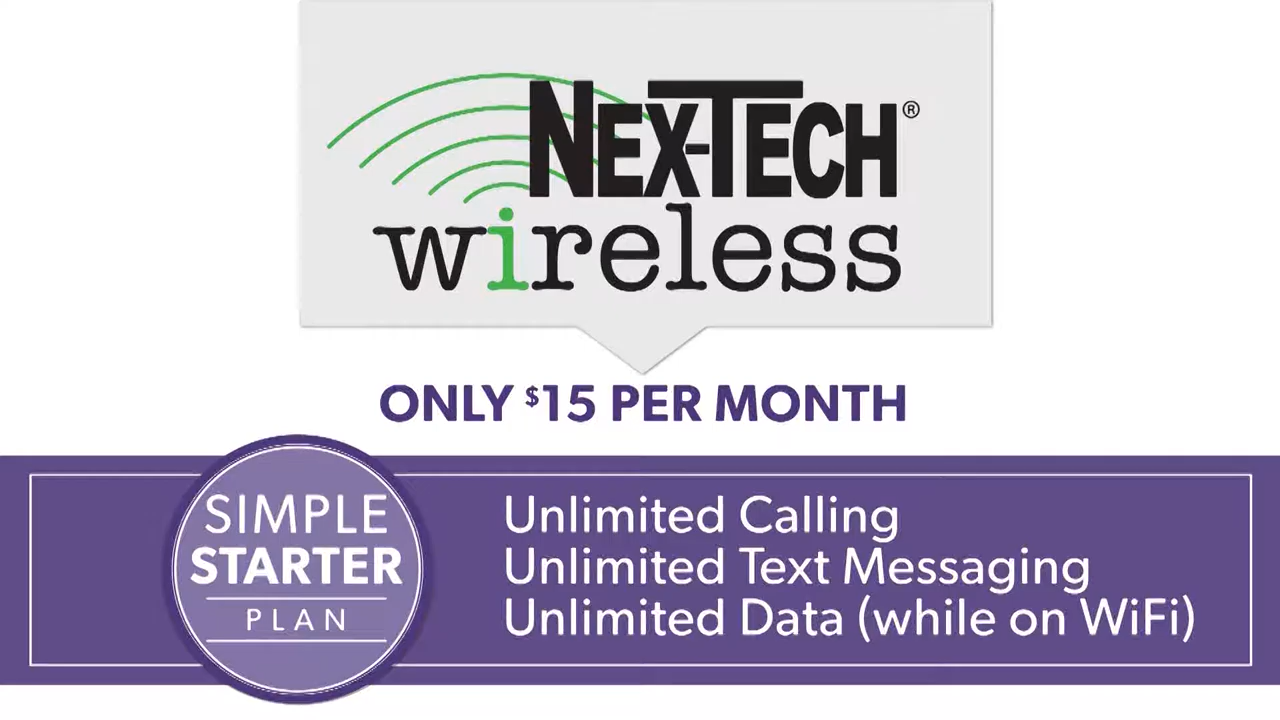 NEX-TECH®
wireless
ONLY $15 PER MONTH
SIMPLE
STARTER
PLAN
Unlimited Calling
Unlimited Text Messaging
Unlimited Data (while on WiFi)